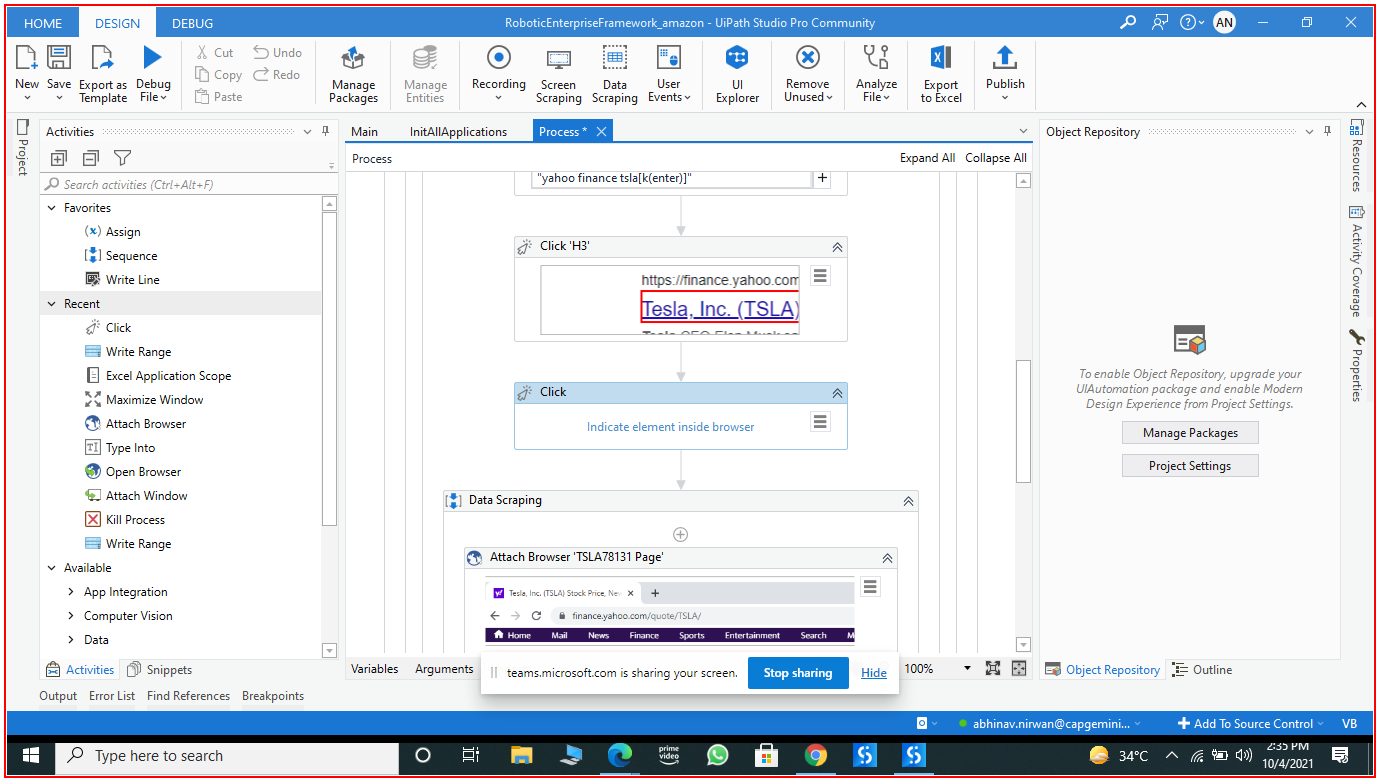 HOME DESIGN DEBUG RoboticEnterpriseFramework_amazon - UiPath Studio Pro Community AN
New Save Export as Template Debug File
Cut Undo
Copy Redo
Paste
Manage Packages
Manage Entities
Recording
Screen Scraping
Data Scraping
User Events
UI Explorer
Remove Unused
Analyze File
Export to Excel
Publish
Project
Activities
Search activities (Ctrl+Alt+F)
Favorites
(x) Assign
Sequence
Write Line
Recent
Click
Write Range
Excel Application Scope
Maximize Window
Attach Browser
TI Type Into
Open Browser
Attach Window
Kill Process
Write Range
Available
App Integration
Computer Vision
Data
Activities Snippets
Main InitAllApplications Process *
Process Expand All Collapse All
"yahoo finance tsla[k(enter)]"
Click 'H3'
https://finance.yahoo.com
Tesla, Inc. (TSLA)
Click
Indicate element inside browser
Data Scraping
Attach Browser 'TSLA78131 Page'
Tesla, Inc. (TSLA) Stock Price, Nev
finance.yahoo.com/quote/TSLA/
Home Mail News Finance Sports Entertainment Search M
Variables Arguments 100%
teams.microsoft.com is sharing your screen. Stop sharing Hide
Object Repository
To enable Object Repository, upgrade your
UIAutomation package and enable Modern
Design Experience from Project Settings.
Manage Packages
Project Settings
Object Repository Outline
Resources
Activity Coverage
Properties
Output Error List Find References Breakpoints
abhinav.nirwan@capgemini... Add To Source Control VB
Type here to search
prime video
34°C
2:35 PM
10/4/2021